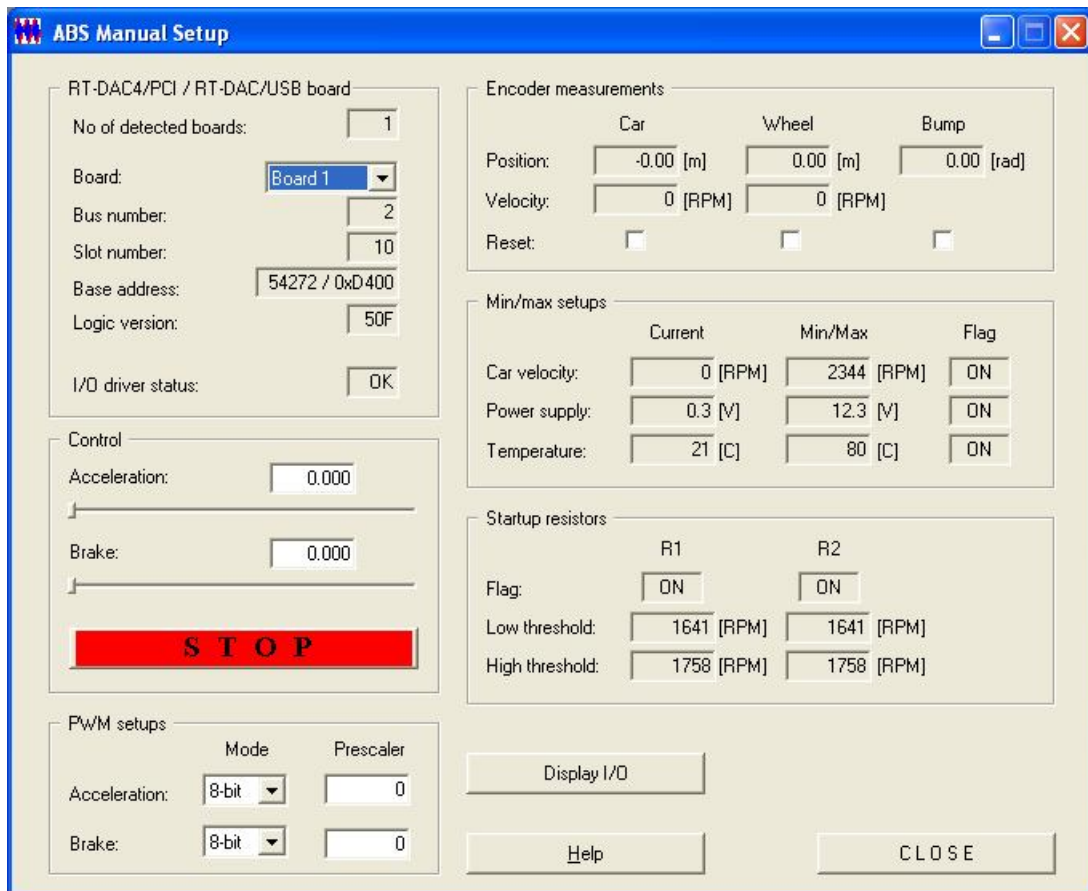 ABS Manual Setup
RT-DAC4/PCI / RT-DAC/USB board
No of detected boards: 1
Board: Board 1
Bus number: 2
Slot number: 10
Base address: 54272 / 0xD400
Logic version: 50F
I/O driver status: OK
Control
Acceleration: 0.000
Brake: 0.000
S T O P
PWM setups
Mode Prescaler
Acceleration: 8-bit 0
Brake: 8-bit 0
Encoder measurements
Car Wheel Bump
Position: -0.00 [m] 0.00 [m] 0.00 [rad]
Velocity: 0 [RPM] 0 [RPM]
Reset:
Min/max setups
Current Min/Max Flag
Car velocity: 0 [RPM] 2344 [RPM] ON
Power supply: 0.3 [V] 12.3 [V] ON
Temperature: 21 [C] 80 [C] ON
Startup resistors
R1 R2
Flag: ON ON
Low threshold: 1641 [RPM] 1641 [RPM]
High threshold: 1758 [RPM] 1758 [RPM]
Display I/O
Help
C L O S E